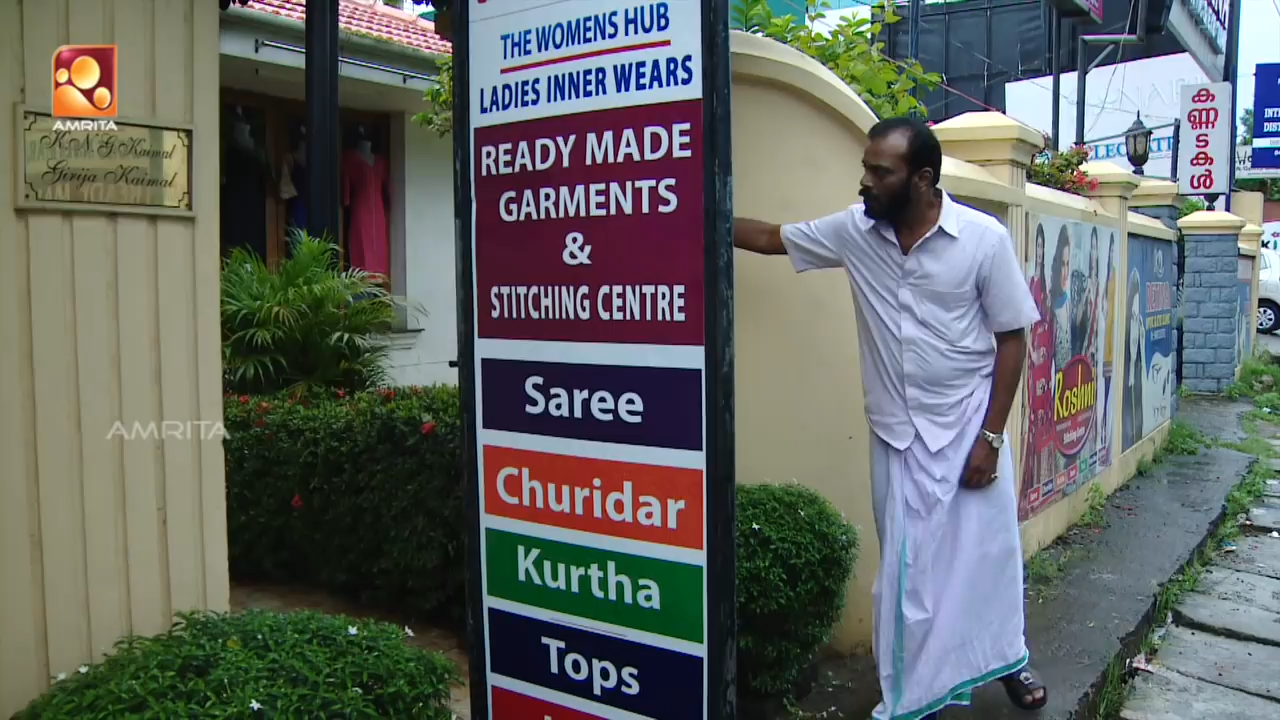 AMRITA
K. N. G. Kaimal
Girija Kaimal
AMRITA
THE WOMENS HUB
LADIES INNER WEARS
READY MADE
GARMENTS
&
STITCHING CENTRE
Saree
Churidar
Kurtha
Tops
കണ്ണടകൾ
Roshni